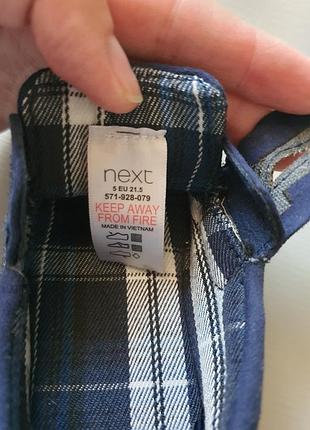 next
5 EU 21.5
571-928-079
KEEP AWAY
FROM FIRE
MADE IN VIETNAM